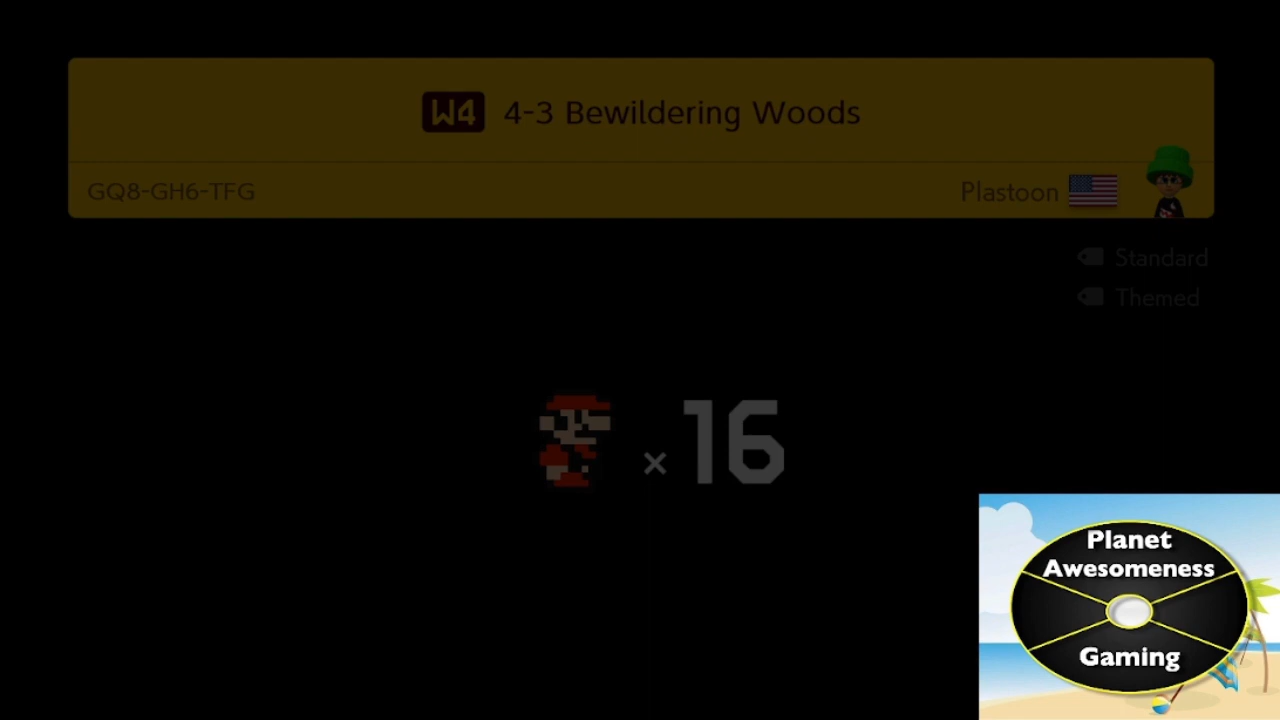 W4 4-3 Bewildering Woods
GQ8-GH6-TFG
Plastoon
Standard
Themed
× 16
Planet
Awesomeness
Gaming